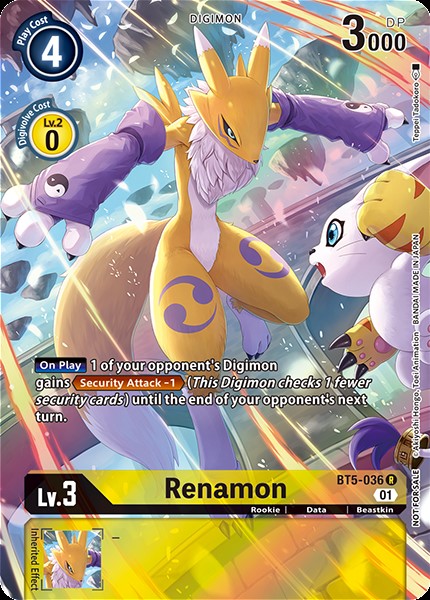 Play Cost
4
DIGIMON
DP
3000
Digivolve Cost
Lv.2
0
Teppei Tadokoro
On Play 1 of your opponent's Digimon
gains Security Attack -1 (This Digimon checks 1 fewer
security cards) until the end of your opponent's next
turn.
NOT FOR SALE © Akiyoshi Hongo, Toei Animation BANDAI MADE IN JAPAN
Lv.3
Renamon
BT5-036 R
01
Rookie | Data | Beastkin
Inherited Effect
–